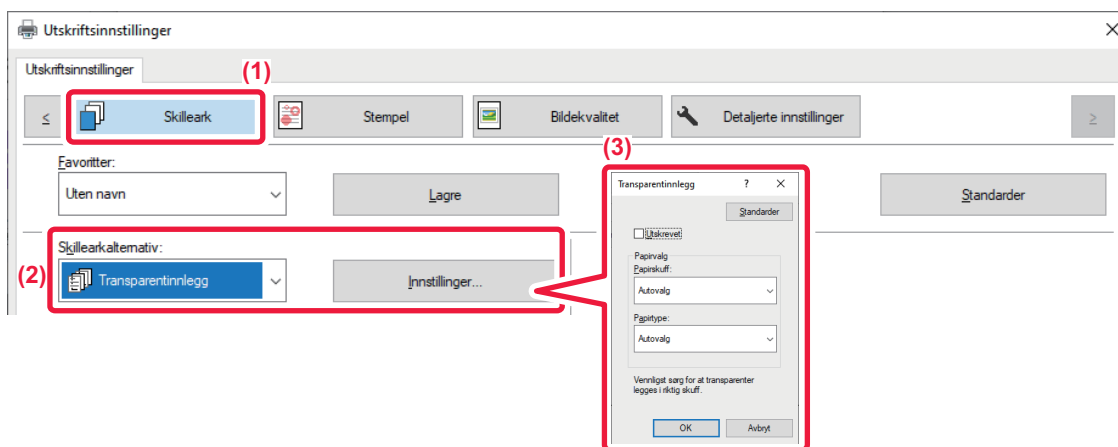 Utskriftsinnstillinger
Utskriftsinnstillinger
(1)
< Skilleark Stempel Bildekvalitet Detaljerte innstillinger >
(3)
Favoritter:
Uten navn Lagre Standarder
Skillearkalternativ:
(2) Transparentinnlegg Innstillinger...
Transparentinnlegg ? ×
Standarder
Utskrevet
Papirvalg
Papirskuff:
Autovalg
Papirtype:
Autovalg
Vennligst sørg for at transparenter
legges i riktig skuff.
OK Avbryt